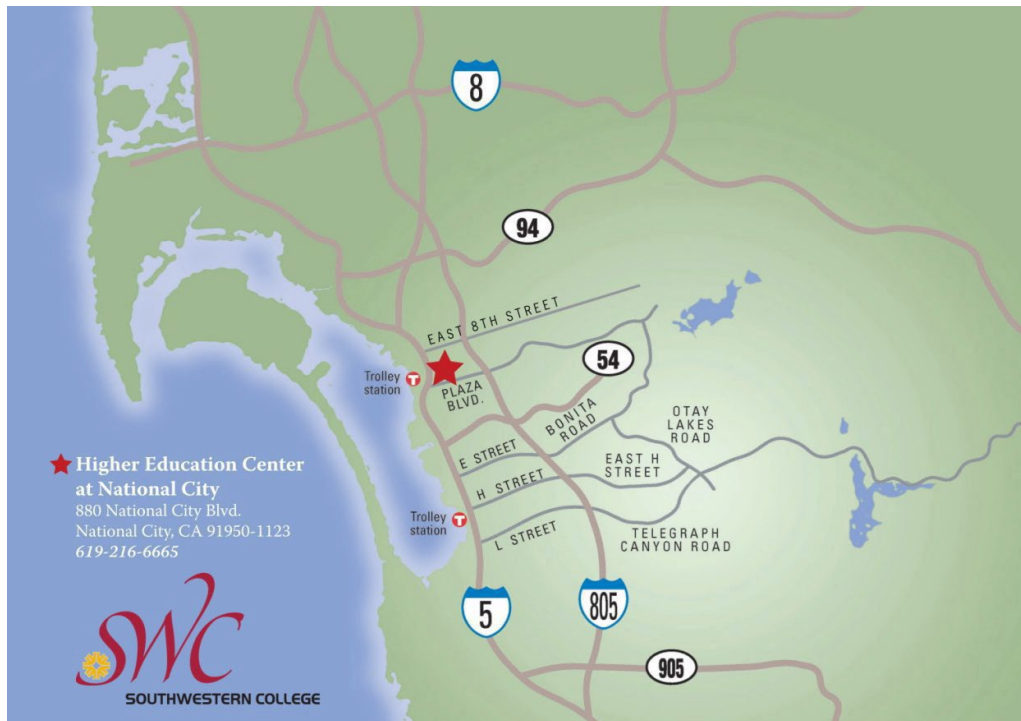 8
94
EAST 8TH STREET
54
Trolley
station
T
PLAZA
BLVD.
BONITA
ROAD
OTAY
LAKES
ROAD
E STREET
EAST H
STREET
H STREET
Higher Education Center
at National City
880 National City Blvd.
National City, CA 91950-1123
619-216-6665
Trolley
station
T
L STREET
TELEGRAPH
CANYON ROAD
5
805
905
SWC
SOUTHWESTERN COLLEGE